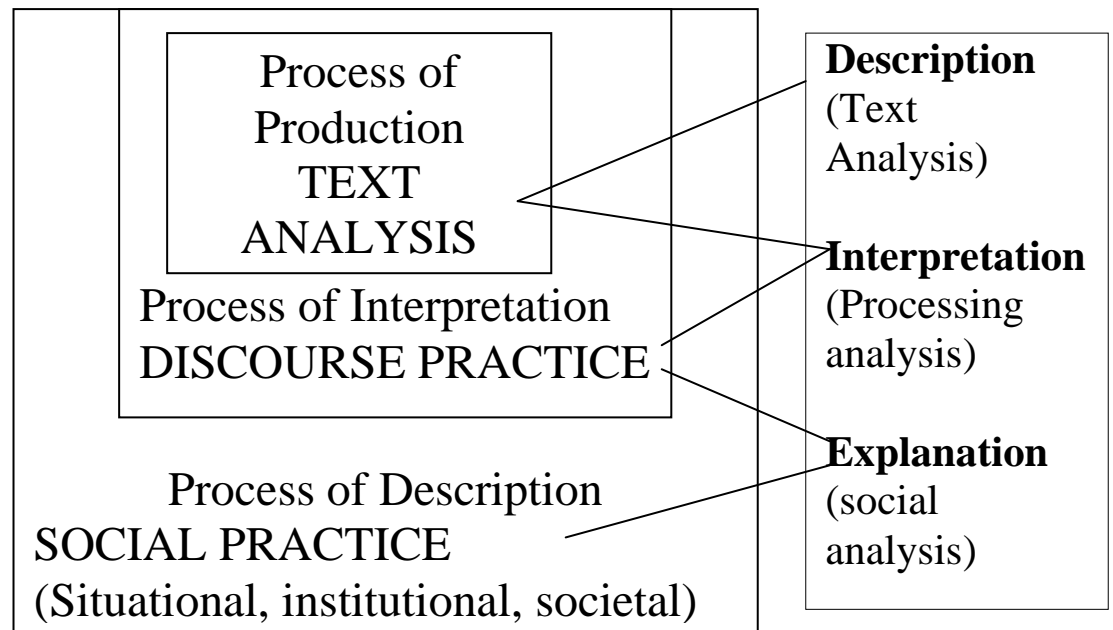 Process of
Production
TEXT
ANALYSIS
Process of Interpretation
DISCOURSE PRACTICE
Process of Description
SOCIAL PRACTICE
(Situational, institutional, societal)
Description
(Text
Analysis)
Interpretation
(Processing
analysis)
Explanation
(social
analysis)